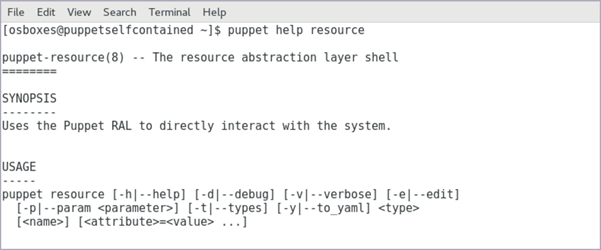 File Edit View Search Terminal Help
[osboxes@puppetselfcontained ~]$ puppet help resource
puppet-resource(8) -- The resource abstraction layer shell
========
SYNOPSIS
--------
Uses the Puppet RAL to directly interact with the system.
USAGE
-----
puppet resource [-h|--help] [-d|--debug] [-v|--verbose] [-e|--edit]
[-p|--param <parameter>] [-t|--types] [-y|--to_yaml] <type>
[<name>] [<attribute>=<value> ...]